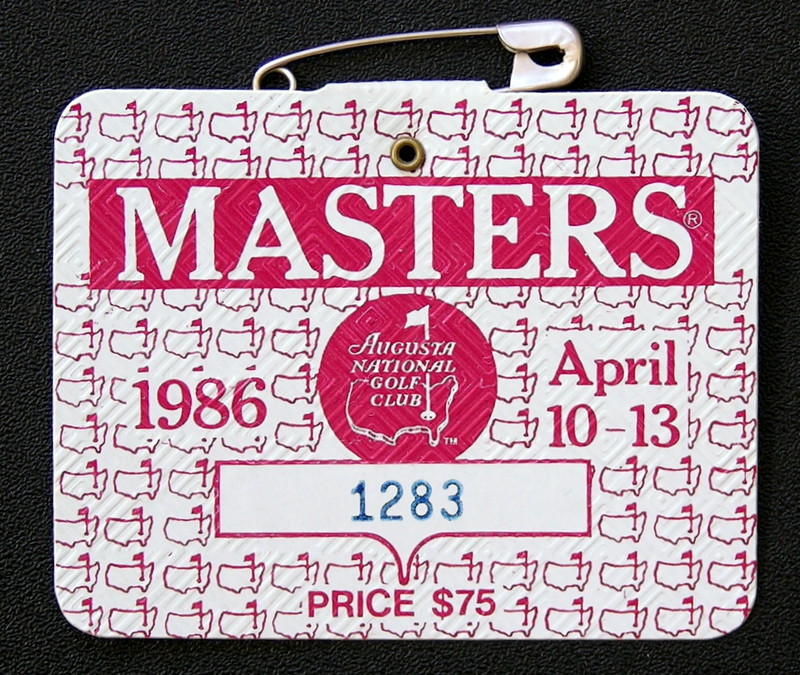 MASTERS®
AUGUSTA
NATIONAL
GOLF
CLUB
TM
1986
April
10-13
1283
PRICE $75